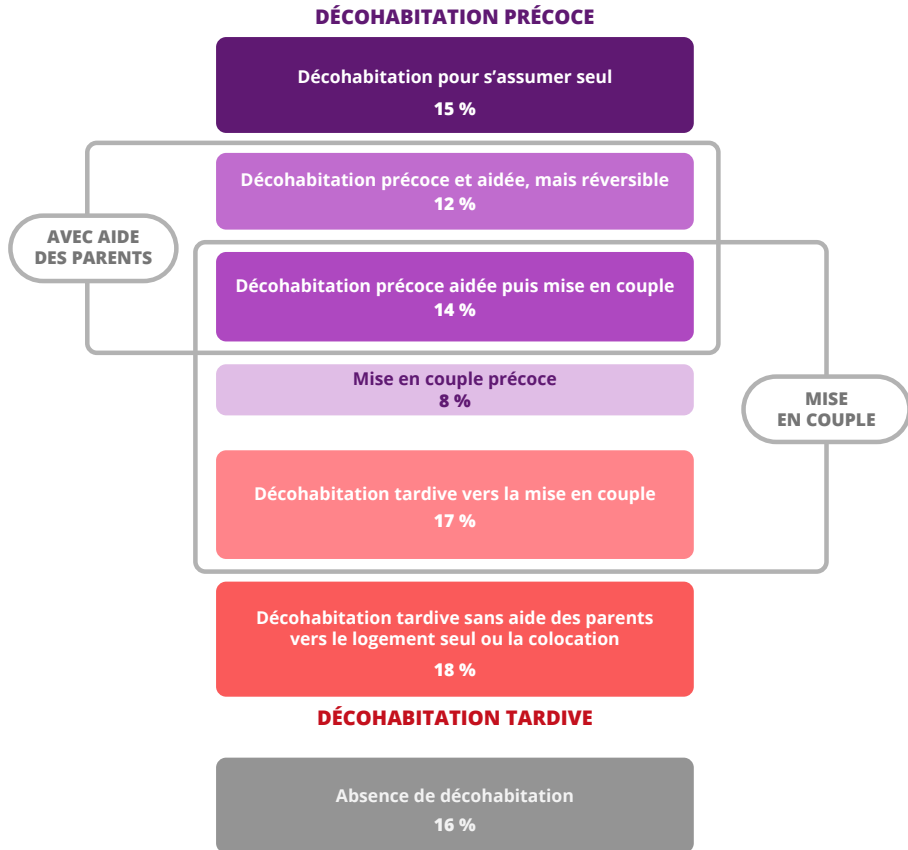 DÉCOHABITATION PRÉCOCE
Décohabitation pour s’assumer seul
15 %
Décohabitation précoce et aidée, mais réversible
12 %
AVEC AIDE
DES PARENTS
Décohabitation précoce aidée puis mise en couple
14 %
Mise en couple précoce
8 %
MISE
EN COUPLE
Décohabitation tardive vers la mise en couple
17 %
Décohabitation tardive sans aide des parents
vers le logement seul ou la colocation
18 %
DÉCOHABITATION TARDIVE
Absence de décohabitation
16 %